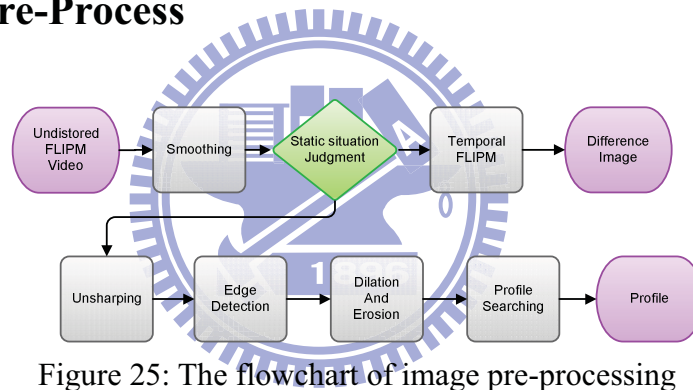 re-Process
Undistored
FLIPM
Video
Smoothing
Static situation
Judgment
Temporal
FLIPM
Difference
Image
Unsharping
Edge
Detection
Dilation
And
Erosion
Profile
Searching
Profile
1896
Figure 25: The flowchart of image pre-processing